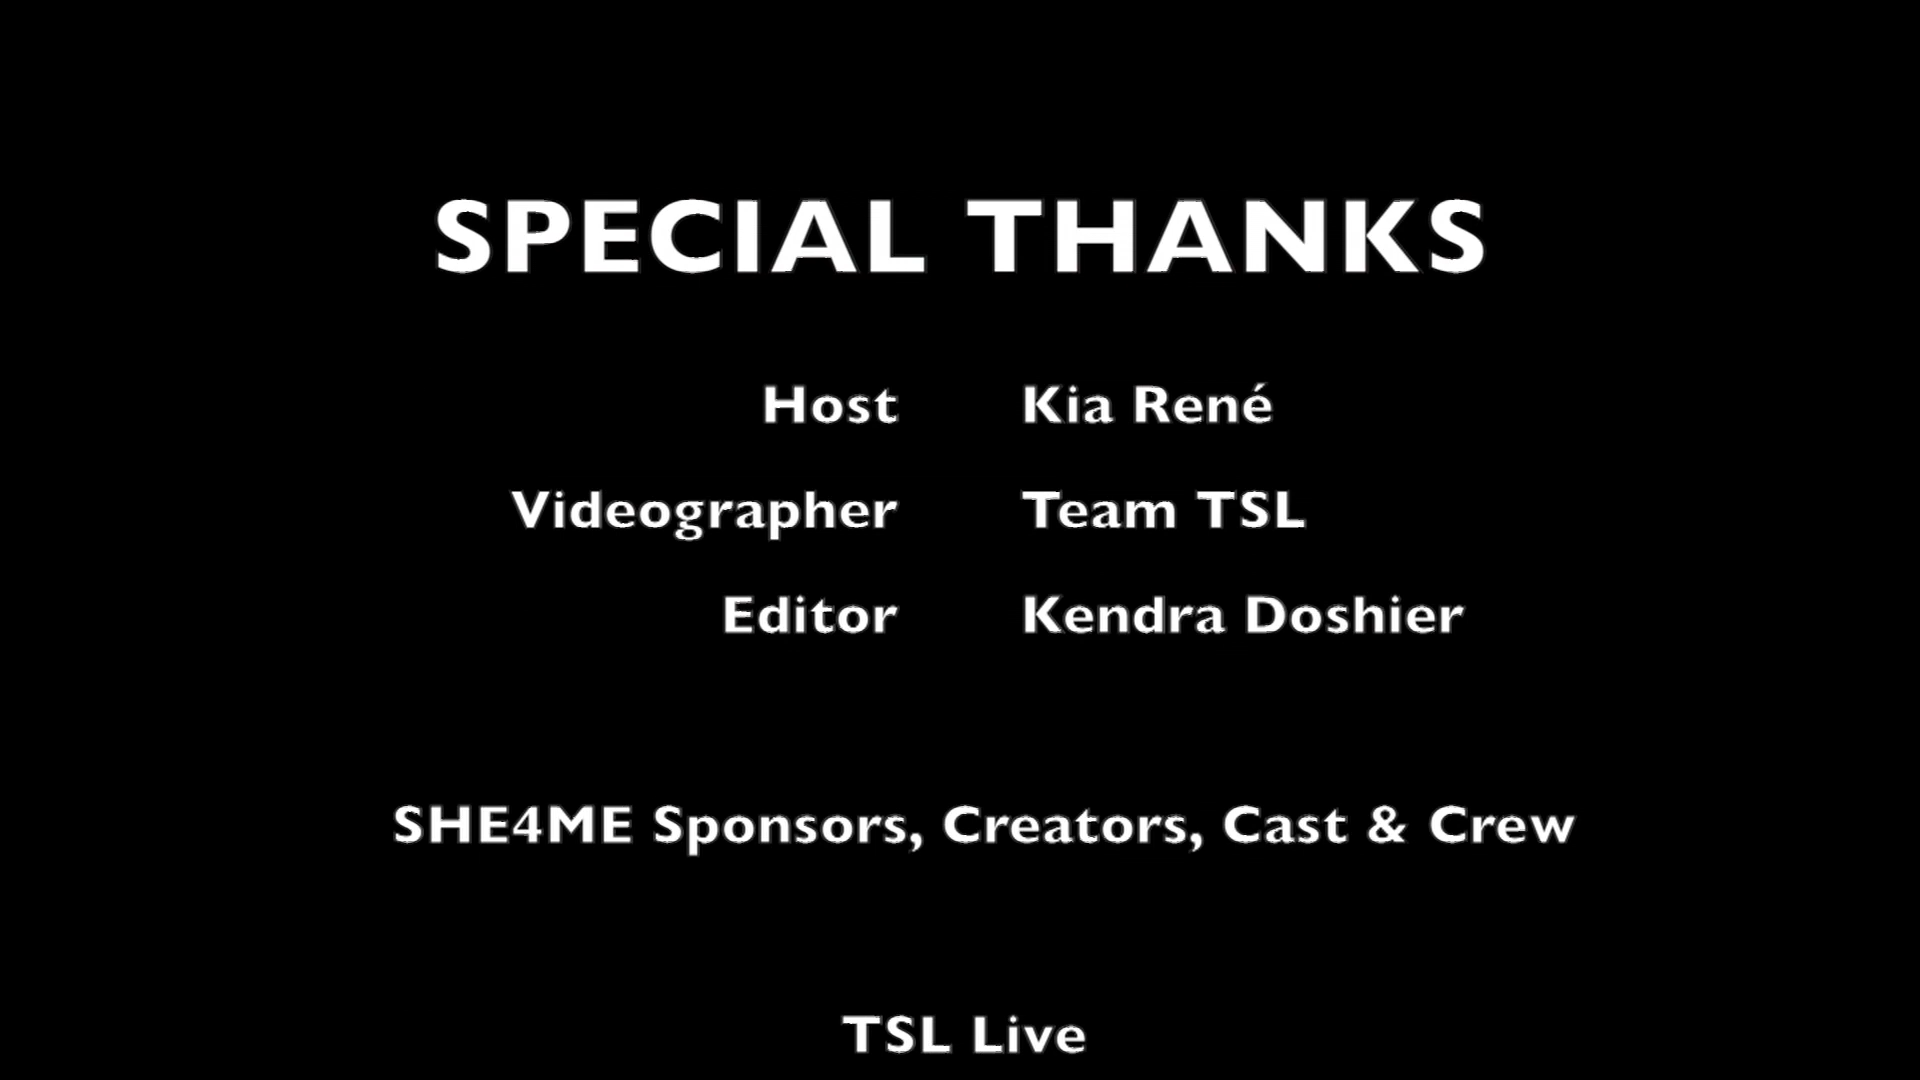 SPECIAL THANKS
Host Kia René
Videographer Team TSL
Editor Kendra Doshier
SHE4ME Sponsors, Creators, Cast & Crew
TSL Live